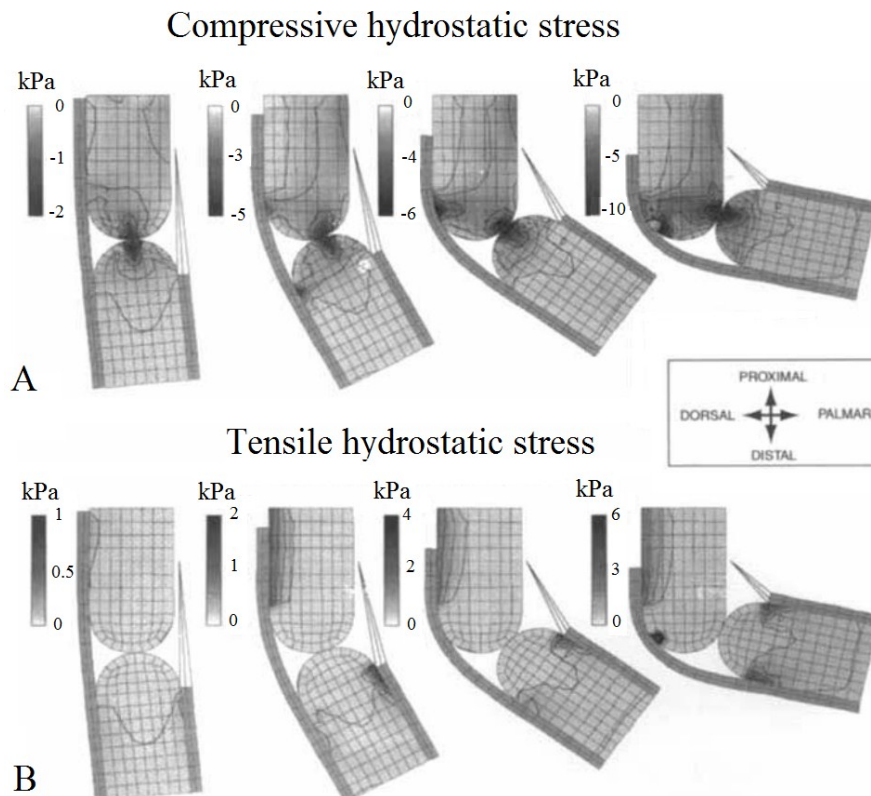 Compressive hydrostatic stress
kPa
0
-1
-2
kPa
0
-3
-5
kPa
0
-4
-6
kPa
0
-5
-10
A
PROXIMAL
DORSAL PALMAR
DISTAL
Tensile hydrostatic stress
kPa
1
0.5
0
kPa
2
1
0
kPa
4
2
0
kPa
6
3
0
B